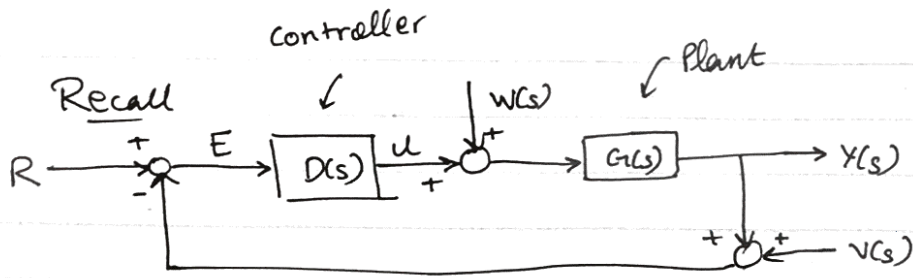 Controller
Plant
Recall
W(s)
+ E u + +
R D(s) G(s) Y(s)
-
+ + V(s)